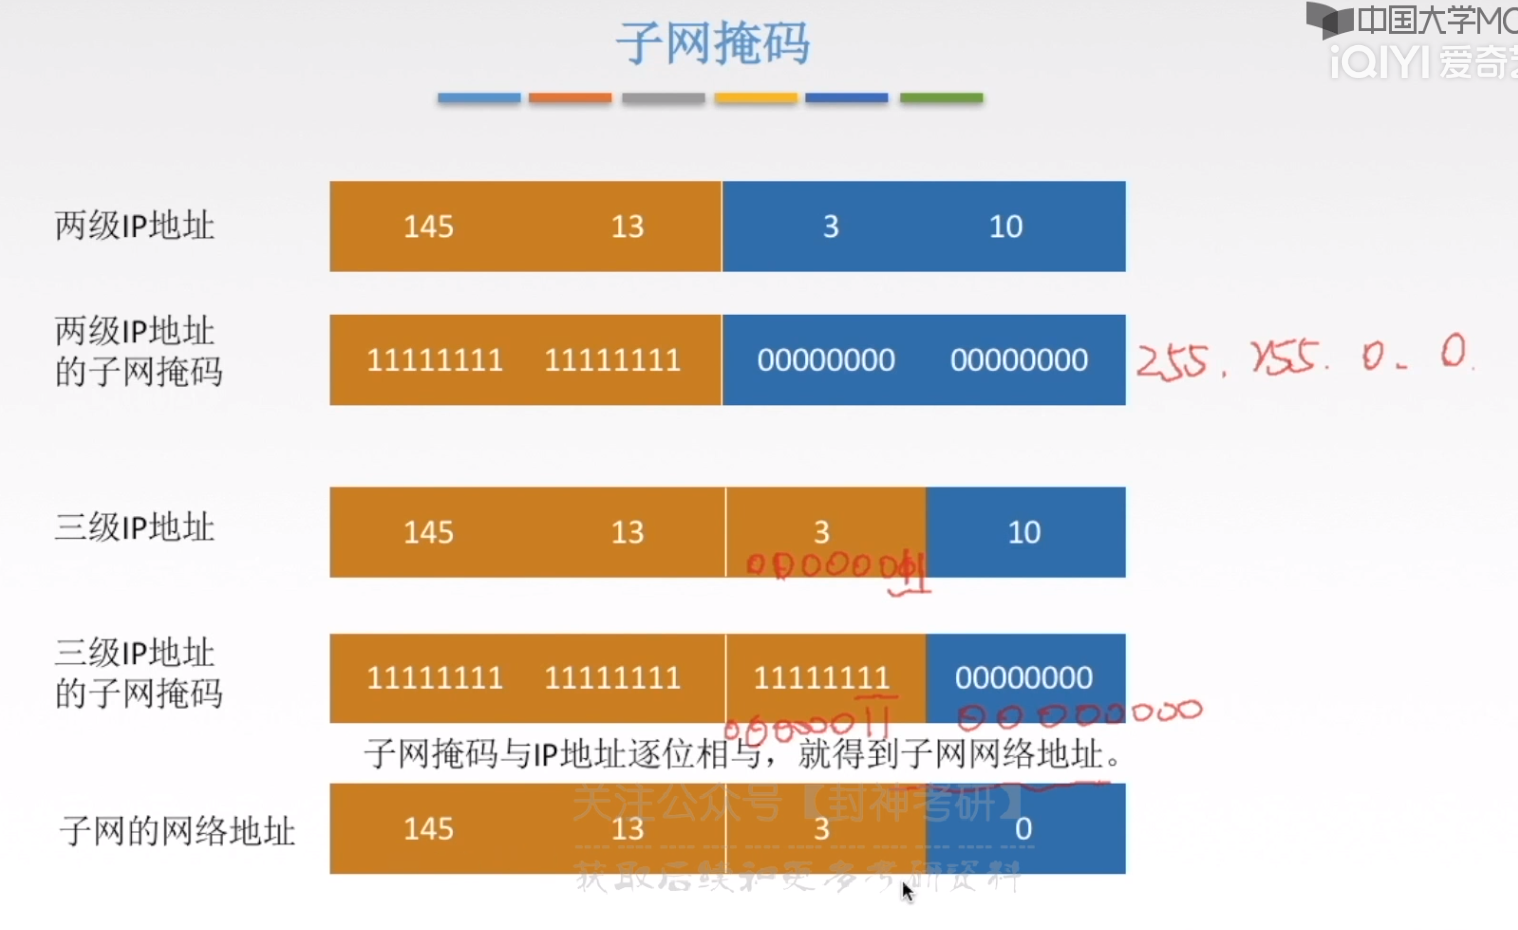 中国大学MO
iQIYI 爱奇艺
子网掩码
两级IP地址 145 13 3 10
两级IP地址
的子网掩码
11111111 11111111 00000000 00000000 255. 255. 0. 0.
三级IP地址 145 13 3 10
00000011
三级IP地址
的子网掩码
11111111 11111111 11111111 00000000
00000011 00000000
子网掩码与IP地址逐位相与，就得到子网网络地址。
关注公众号【封神考研】
子网的网络地址 145 13 3 0
获取后续和更多考研资料